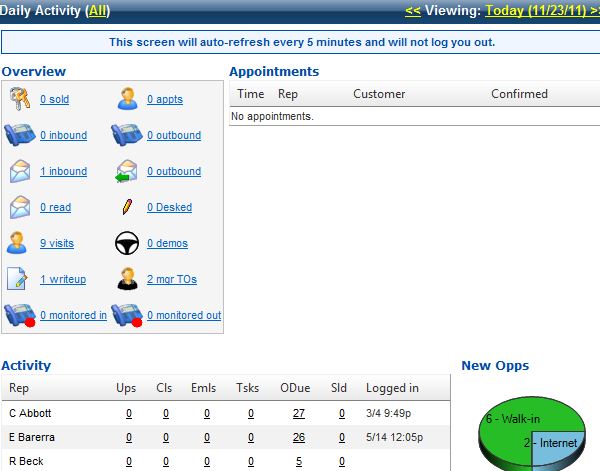 Daily Activity (All) << Viewing: Today (11/23/11) >>
This screen will auto-refresh every 5 minutes and will not log you out.
Overview
0 sold 0 appts
0 inbound 0 outbound
1 inbound 0 outbound
0 read 0 Desked
9 visits 0 demos
1 writeup 2 mgr TOs
0 monitored in 0 monitored out
Appointments
Time Rep Customer Confirmed
No appointments.
Activity
Rep Ups Cls Emls Tsks ODue Sld Logged in
C Abbott 0 0 0 0 27 0 3/4 9:49p
E Barerra 0 0 0 0 26 0 5/14 12:05p
R Beck 0 0 0 0 5 0
New Opps
6 - Walk-in
2 - Internet